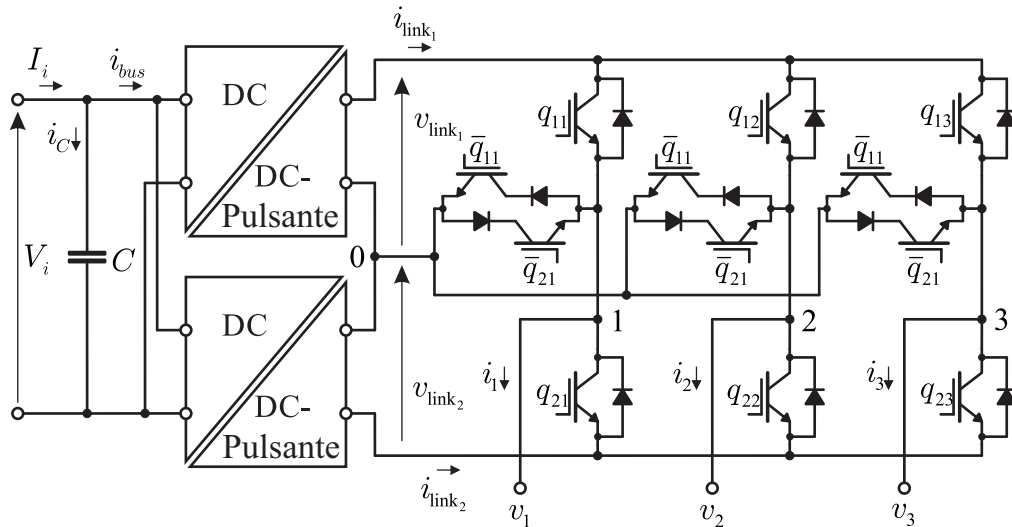 I_i
i_bus
i_C
V_i
C
DC
DC-
Pulsante
DC
DC-
Pulsante
0
i_link₁
v_link₁
v_link₂
i_link₂
q₁₁
q₁₂
q₁₃
q̅₁₁
q̅₁₁
q̅₁₁
q̅₂₁
q̅₂₁
q̅₂₁
1
2
3
i₁
i₂
i₃
q₂₁
q₂₂
q₂₃
v₁
v₂
v₃